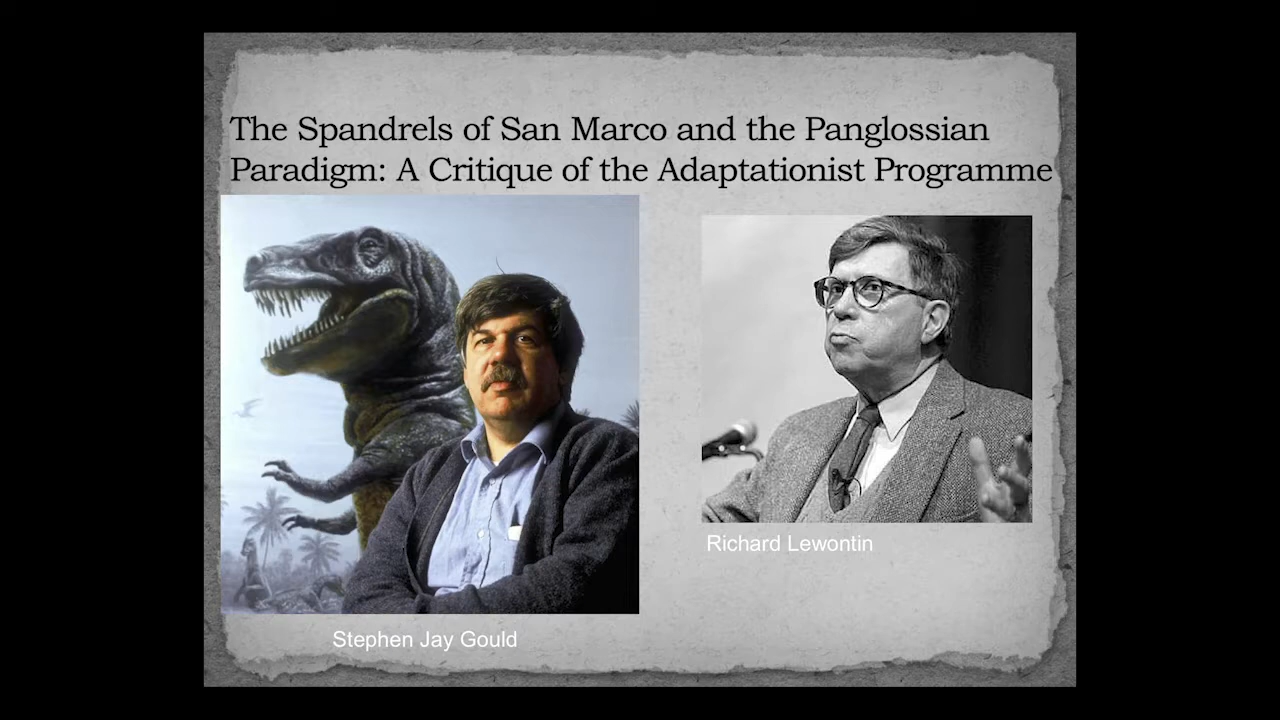 The Spandrels of San Marco and the Panglossian
Paradigm: A Critique of the Adaptationist Programme
Richard Lewontin
Stephen Jay Gould